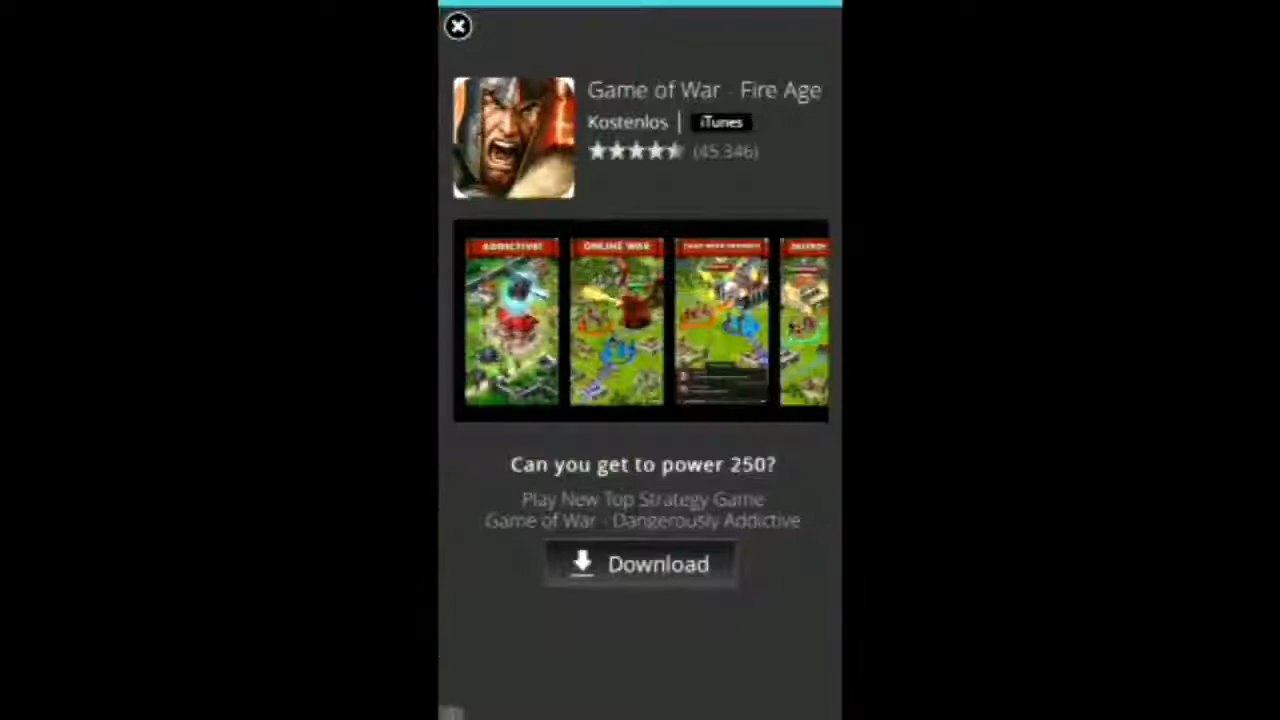 Game of War - Fire Age
Kostenlos | iTunes
(45.346)
ADDICTIVE!
ONLINE WAR
Can you get to power 250?
Play New Top Strategy Game
Game of War - Dangerously Addictive
Download